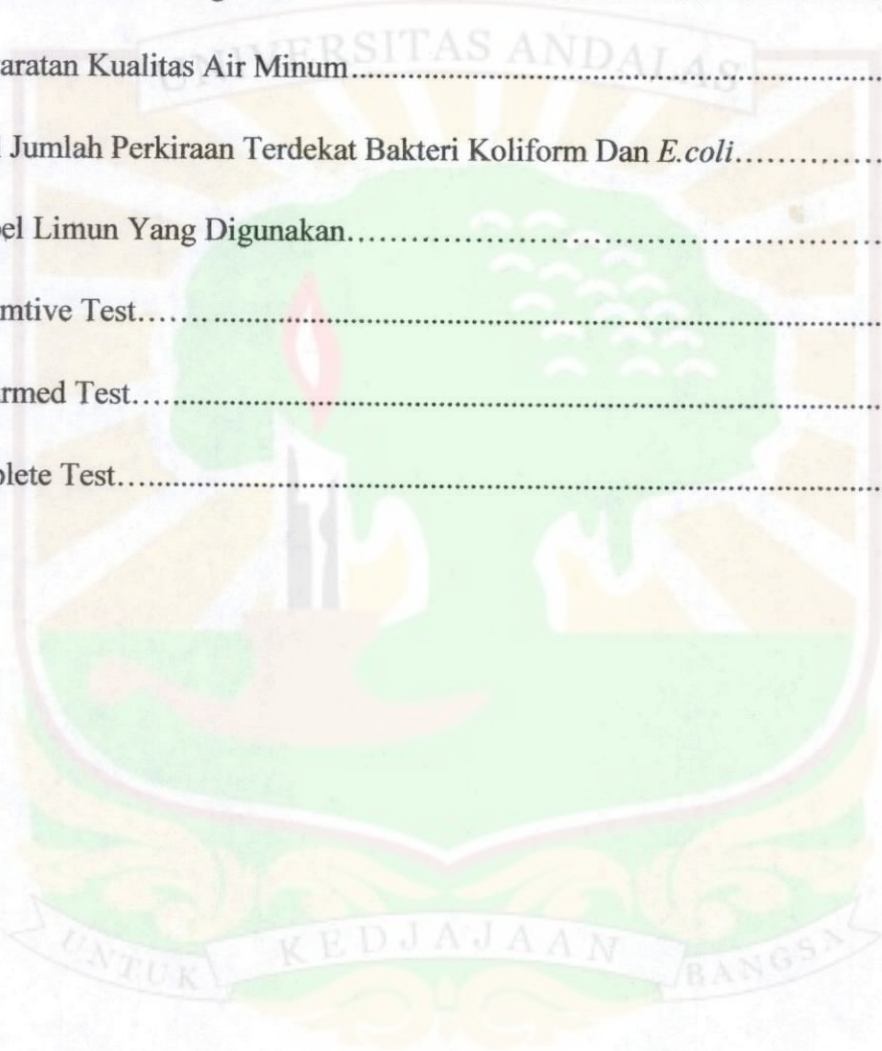 UNIVERSITAS ANDALAS
aratan Kualitas Air Minum....................................................................
Jumlah Perkiraan Terdekat Bakteri Koliform Dan E.coli..............
el Limun Yang Digunakan...................................................................
mtive Test..............................................................................................
rmed Test...............................................................................................
plete Test...............................................................................................
UNTUK KEDJAJAAN BANGSA